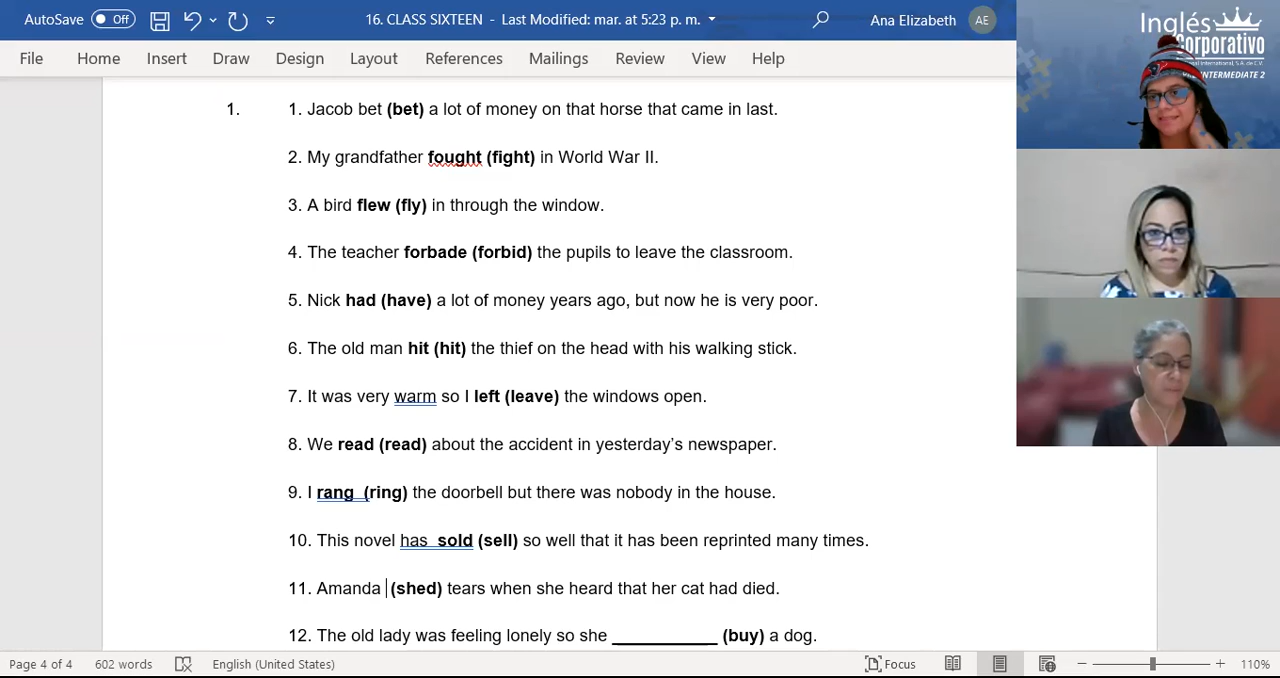 AutoSave Off 16. CLASS SIXTEEN - Last Modified: mar. at 5:23 p. m. Ana Elizabeth AE
File Home Insert Draw Design Layout References Mailings Review View Help
Inglés
Corporativo
INTERMEDIATE 2
1. 1. Jacob bet (bet) a lot of money on that horse that came in last.
2. My grandfather fought (fight) in World War II.
3. A bird flew (fly) in through the window.
4. The teacher forbade (forbid) the pupils to leave the classroom.
5. Nick had (have) a lot of money years ago, but now he is very poor.
6. The old man hit (hit) the thief on the head with his walking stick.
7. It was very warm so I left (leave) the windows open.
8. We read (read) about the accident in yesterday's newspaper.
9. I rang (ring) the doorbell but there was nobody in the house.
10. This novel has sold (sell) so well that it has been reprinted many times.
11. Amanda (shed) tears when she heard that her cat had died.
12. The old lady was feeling lonely so she ____________ (buy) a dog.
Page 4 of 4 602 words English (United States) Focus 110%